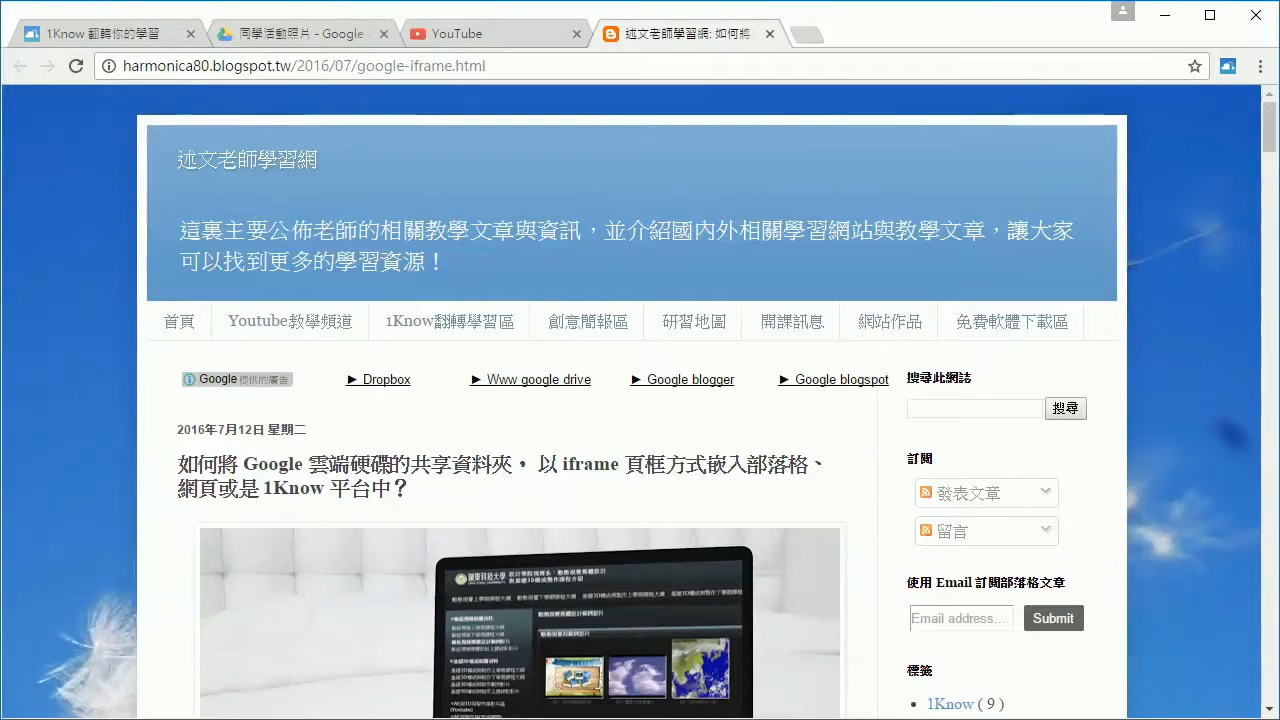 1Know 翻轉你的學習
同學活動照片 - Google
YouTube
述文老師學習網: 如何將
harmonica80.blogspot.tw/2016/07/google-iframe.html
述文老師學習網
這裏主要公佈老師的相關教學文章與資訊，並介紹國內外相關學習網站與教學文章，讓大家
可以找到更多的學習資源！
首頁
Youtube教學頻道
1Know翻轉學習區
創意簡報區
研習地圖
開課訊息
網站作品
免費軟體下載區
Google 提供的廣告
► Dropbox
► Www google drive
► Google blogger
► Google blogspot
2016年7月12日 星期二
如何將 Google 雲端硬碟的共享資料夾， 以 iframe 頁框方式嵌入部落格、
網頁或是 1Know 平台中？
搜尋此網誌
搜尋
訂閱
發表文章
留言
使用 Email 訂閱部落格文章
Email address...
Submit
標籤
1Know ( 9 )